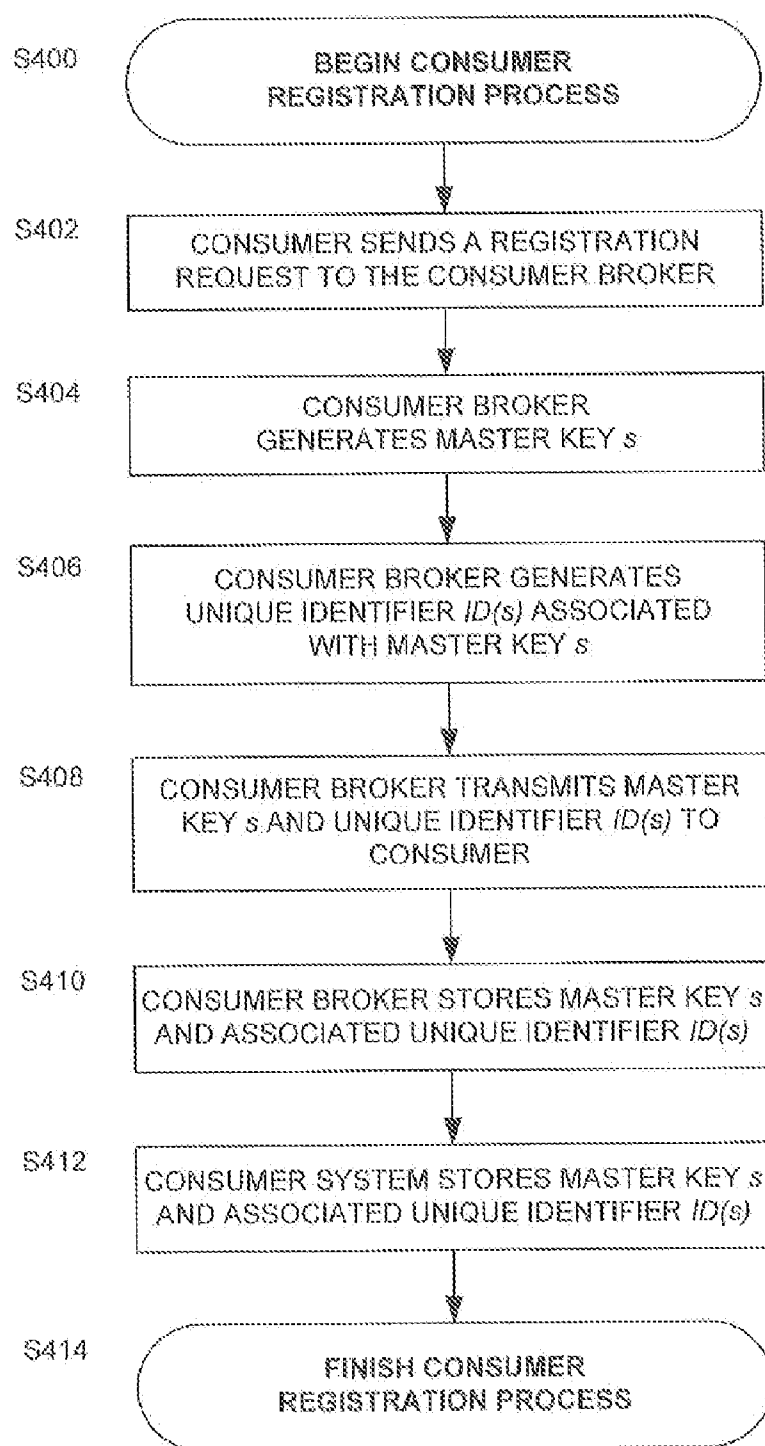 S400
BEGIN CONSUMER
REGISTRATION PROCESS
S402
CONSUMER SENDS A REGISTRATION
REQUEST TO THE CONSUMER BROKER
S404
CONSUMER BROKER
GENERATES MASTER KEY s
S406
CONSUMER BROKER GENERATES
UNIQUE IDENTIFIER ID(s) ASSOCIATED
WITH MASTER KEY s
S408
CONSUMER BROKER TRANSMITS MASTER
KEY s AND UNIQUE IDENTIFIER ID(s) TO
CONSUMER
S410
CONSUMER BROKER STORES MASTER KEY s
AND ASSOCIATED UNIQUE IDENTIFIER ID(s)
S412
CONSUMER SYSTEM STORES MASTER KEY s
AND ASSOCIATED UNIQUE IDENTIFIER ID(s)
S414
FINISH CONSUMER
REGISTRATION PROCESS